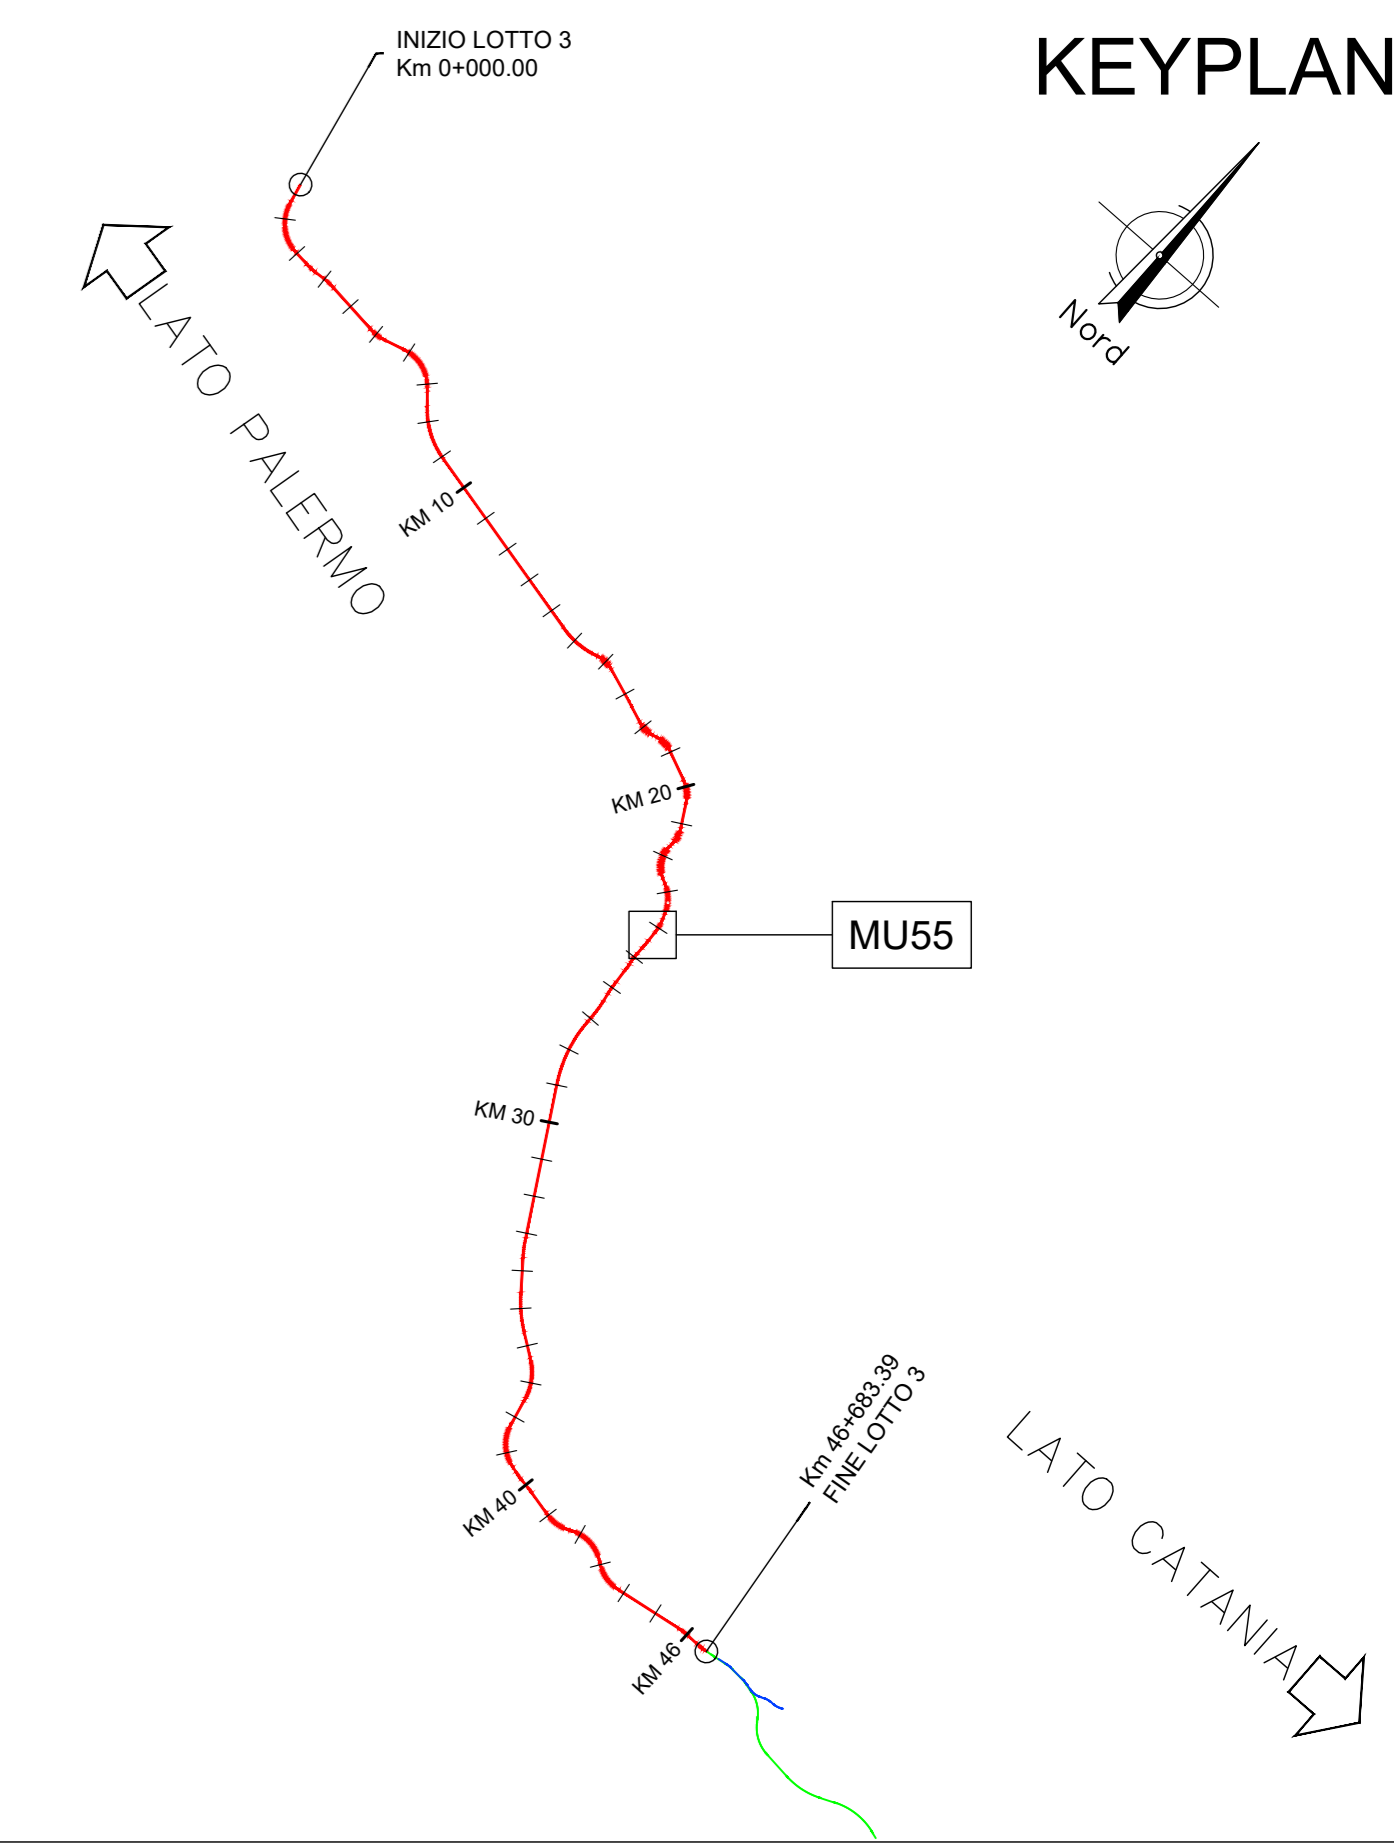 INIZIO LOTTO 3
Km 0+000.00
KEYPLAN
Nord
LATO PALERMO
KM 10
KM 20
MU55
KM 30
Km 46+683.39
FINE LOTTO 3
LATO CATANIA
KM 40
KM 46